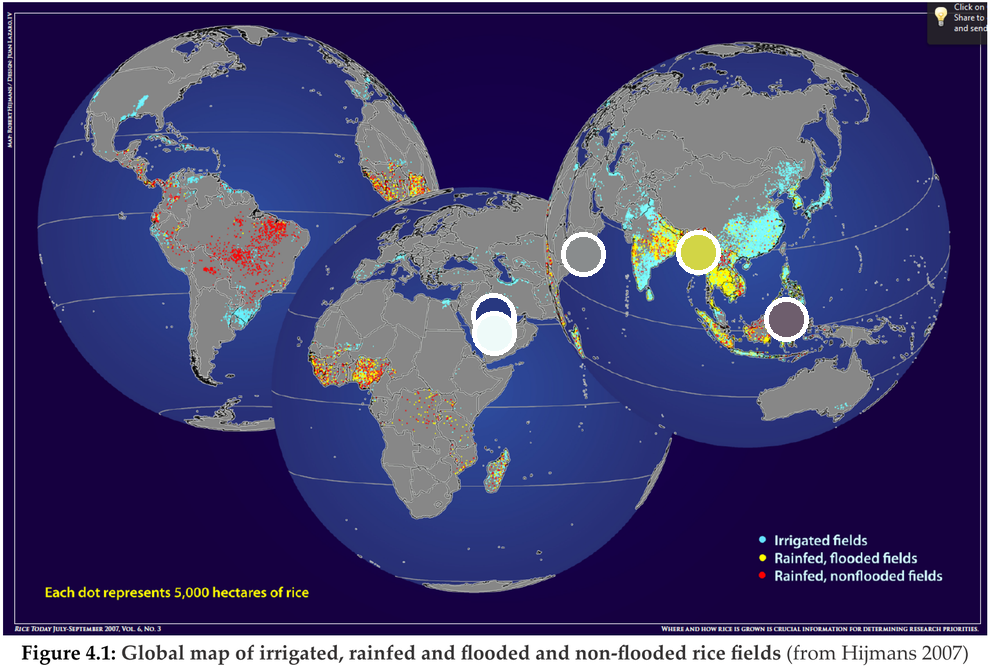 Click on
Share to
and send
MAP: ROBERT HIJMANS / DESIGN: JUAN LAZARO, IV
Irrigated fields
Rainfed, flooded fields
Rainfed, nonflooded fields
Each dot represents 5,000 hectares of rice
RICE TODAY JULY-SEPTEMBER 2007, VOL. 6, NO. 3
WHERE AND HOW RICE IS GROWN IS CRUCIAL INFORMATION FOR DETERMINING RESEARCH PRIORITIES.
Figure 4.1: Global map of irrigated, rainfed and flooded and non-flooded rice fields (from Hijmans 2007)